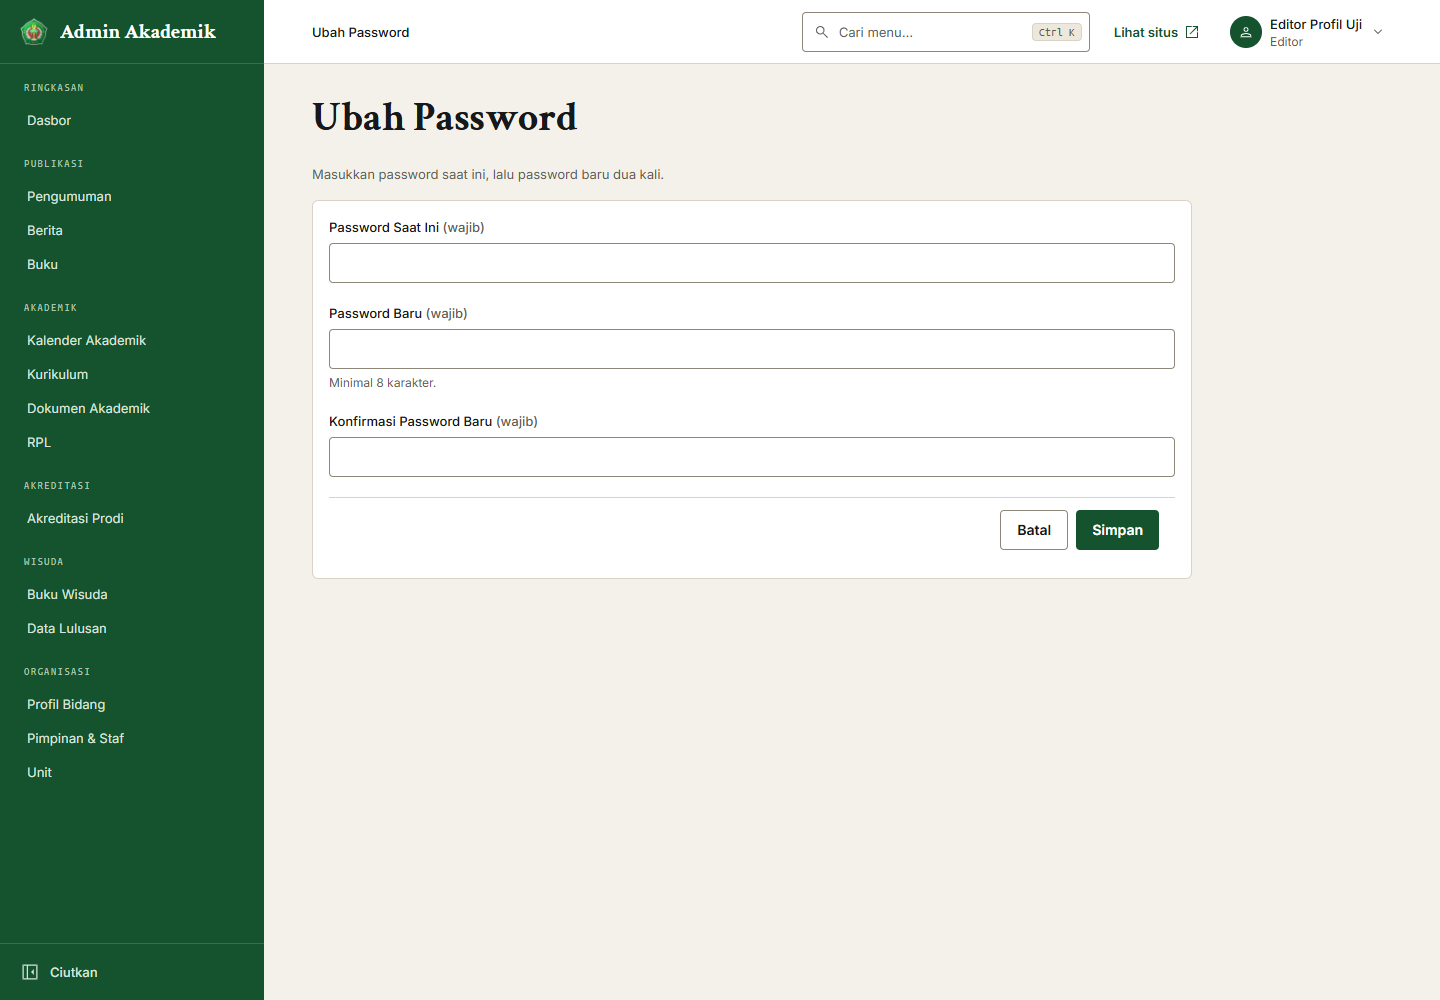 Admin Akademik
RINGKASAN
Dasbor
PUBLIKASI
Pengumuman
Berita
Buku
AKADEMIK
Kalender Akademik
Kurikulum
Dokumen Akademik
RPL
AKREDITASI
Akreditasi Prodi
WISUDA
Buku Wisuda
Data Lulusan
ORGANISASI
Profil Bidang
Pimpinan & Staf
Unit
Ciutkan
Ubah Password
Cari menu... Ctrl K
Lihat situs
Editor Profil Uji
Editor
Ubah Password
Masukkan password saat ini, lalu password baru dua kali.
Password Saat Ini (wajib)
Password Baru (wajib)
Minimal 8 karakter.
Konfirmasi Password Baru (wajib)
Batal Simpan